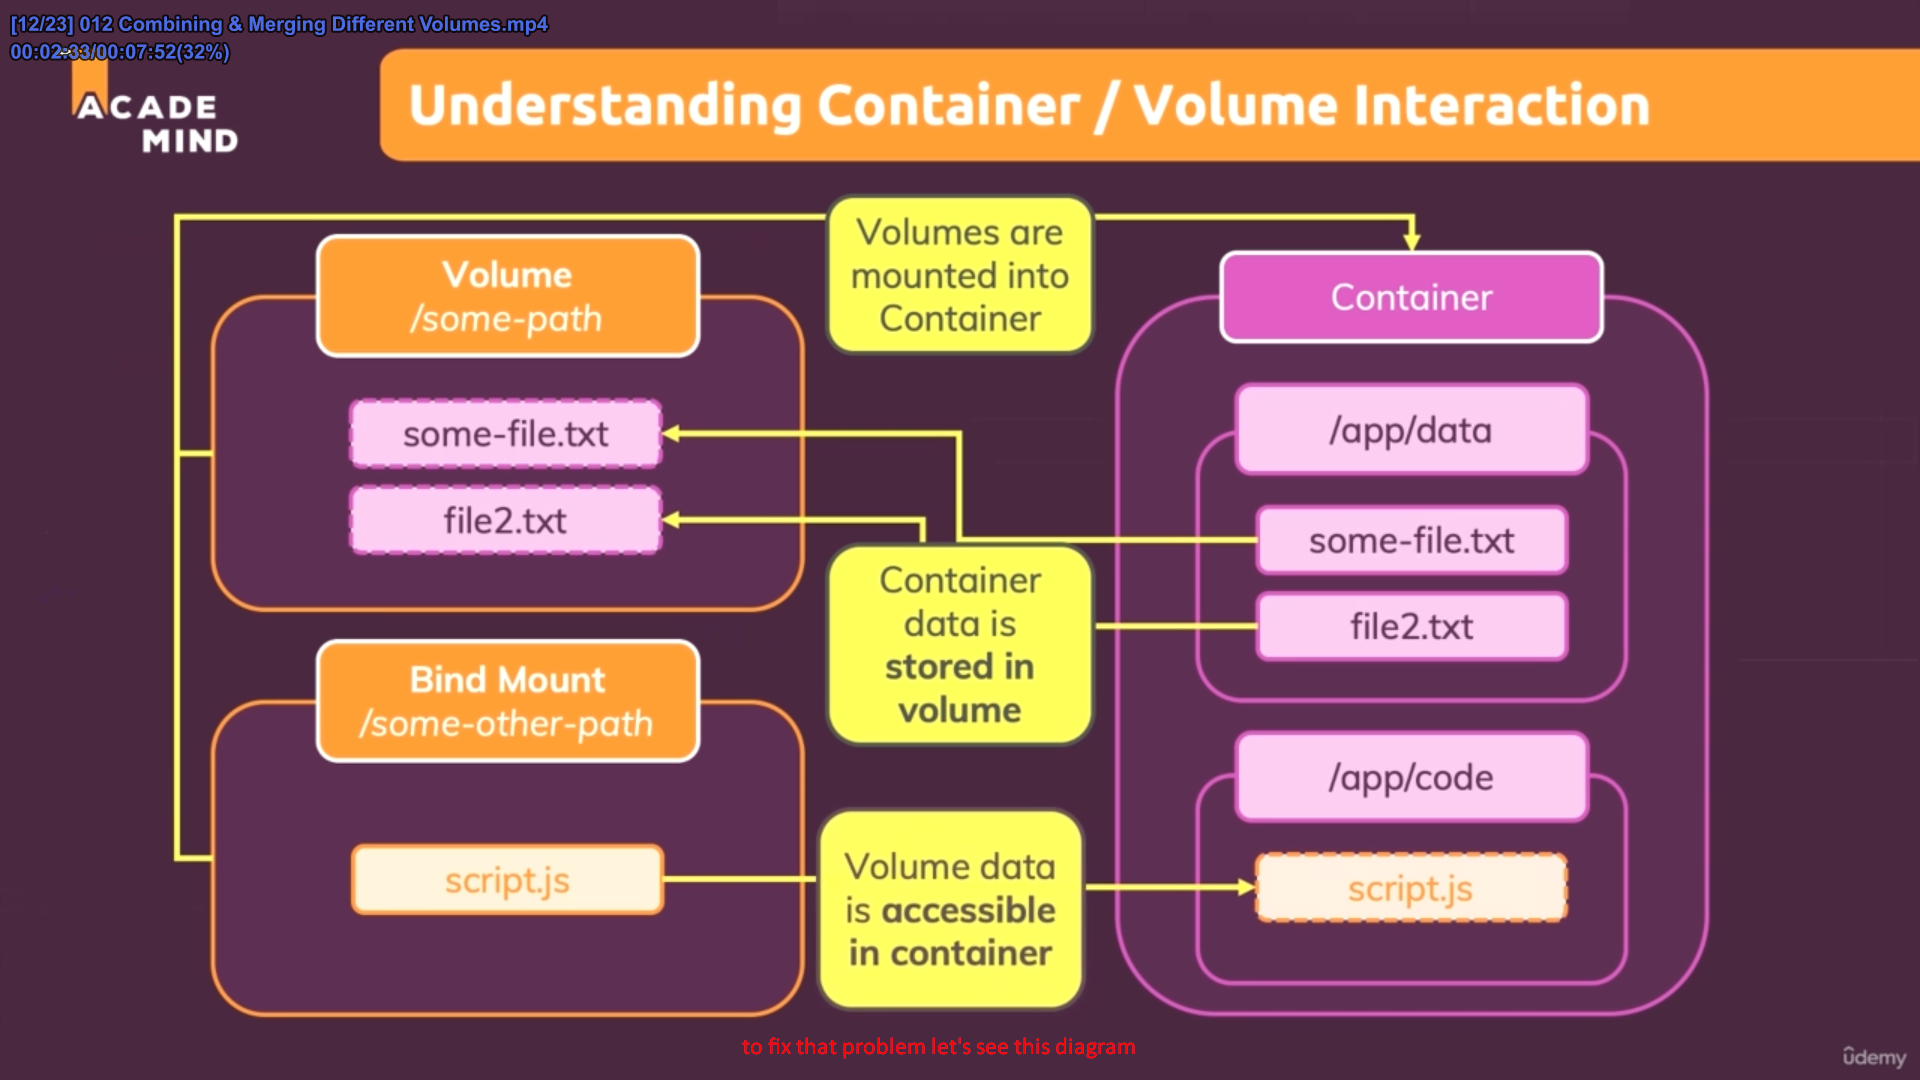 [12/23] 012 Combining & Merging Different Volumes.mp4
00:02:33/00:07:52(32%)
ACADE
MIND
Understanding Container / Volume Interaction
Volumes are
mounted into
Container
Volume
/some-path
some-file.txt
file2.txt
Container
/app/data
some-file.txt
file2.txt
Container
data is
stored in
volume
Bind Mount
/some-other-path
script.js
Volume data
is accessible
in container
/app/code
script.js
to fix that problem let's see this diagram
ûdemy